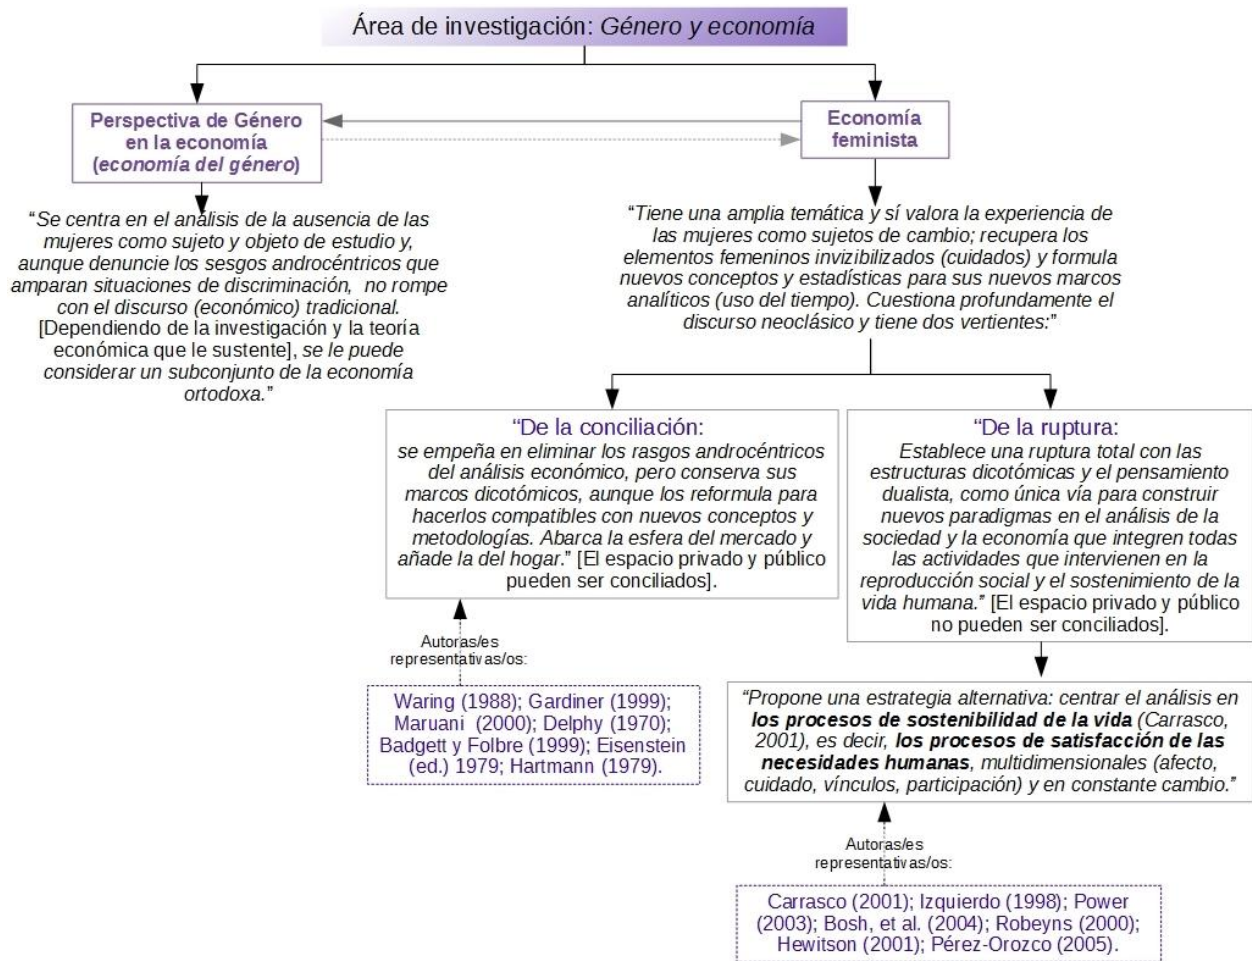 Área de investigación: Género y economía
Perspectiva de Género
en la economía
(economía del género)
Economía
feminista
“Se centra en el análisis de la ausencia de las
mujeres como sujeto y objeto de estudio y,
aunque denuncie los sesgos androcéntricos que
amparan situaciones de discriminación, no rompe
con el discurso (económico) tradicional.
[Dependiendo de la investigación y la teoría
económica que le sustente], se le puede
considerar un subconjunto de la economía
ortodoxa.”
“Tiene una amplia temática y sí valora la experiencia de
las mujeres como sujetos de cambio; recupera los
elementos femeninos invizibilizados (cuidados) y formula
nuevos conceptos y estadísticas para sus nuevos marcos
analíticos (uso del tiempo). Cuestiona profundamente el
discurso neoclásico y tiene dos vertientes:”
“De la conciliación:
se empeña en eliminar los rasgos androcéntricos
del análisis económico, pero conserva sus
marcos dicotómicos, aunque los reformula para
hacerlos compatibles con nuevos conceptos y
metodologías. Abarca la esfera del mercado y
añade la del hogar.” [El espacio privado y público
pueden ser conciliados].
“De la ruptura:
Establece una ruptura total con las
estructuras dicotómicas y el pensamiento
dualista, como única vía para construir
nuevos paradigmas en el análisis de la
sociedad y la economía que integren todas
las actividades que intervienen en la
reproducción social y el sostenimiento de la
vida humana.” [El espacio privado y público
no pueden ser conciliados].
Autoras/es
representativas/os:
Waring (1988); Gardiner (1999);
Maruani (2000); Delphy (1970);
Badgett y Folbre (1999); Eisenstein
(ed.) 1979; Hartmann (1979).
“Propone una estrategia alternativa: centrar el análisis en
los procesos de sostenibilidad de la vida (Carrasco,
2001), es decir, los procesos de satisfacción de las
necesidades humanas, multidimensionales (afecto,
cuidado, vínculos, participación) y en constante cambio.”
Autoras/es
representativas/os:
Carrasco (2001); Izquierdo (1998); Power
(2003); Bosh, et al. (2004); Robeyns (2000);
Hewitson (2001); Pérez-Orozco (2005).